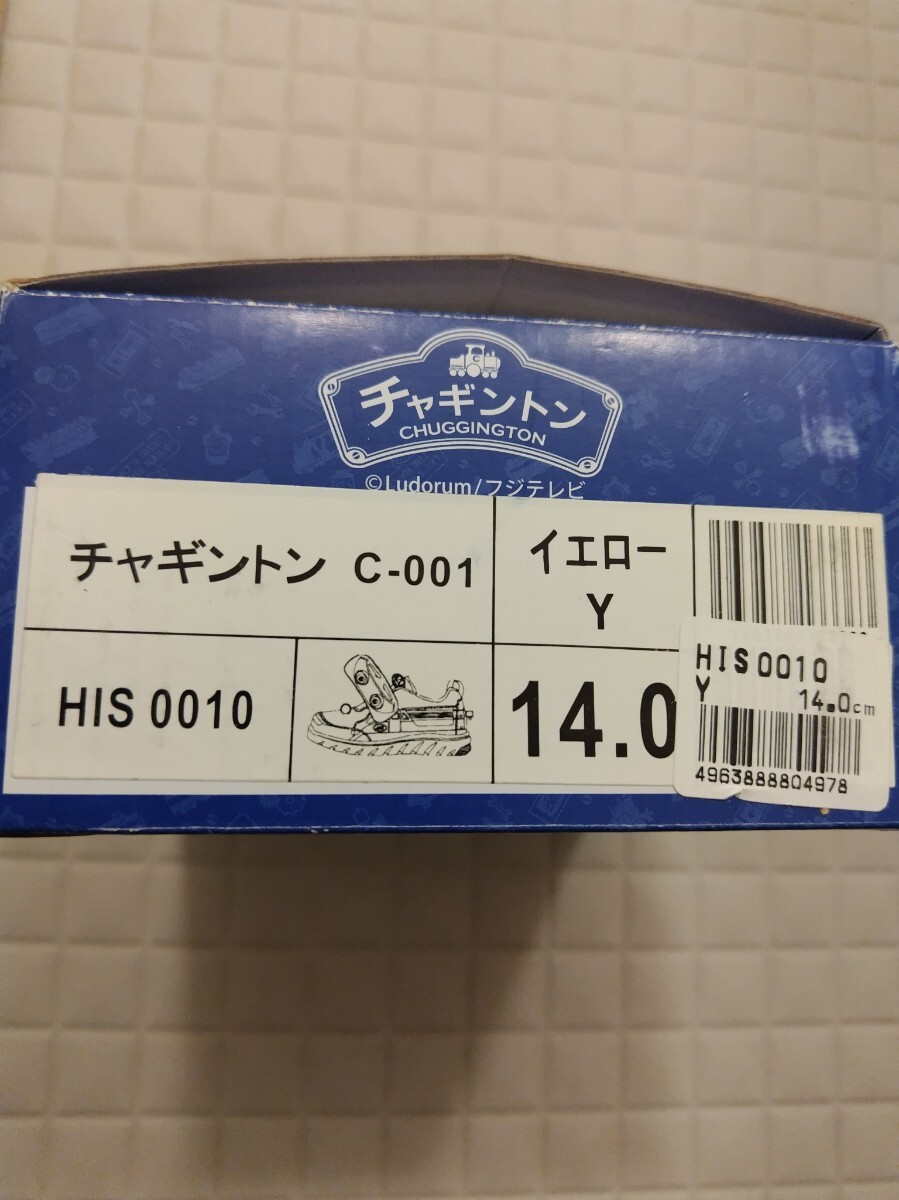 チャギントン
CHUGGINGTON
©Ludorum/フジテレビ
チャギントン C-001
イエロー
Y
HIS 0010
14.0
HIS0010
Y 14.0cm
4963888804978